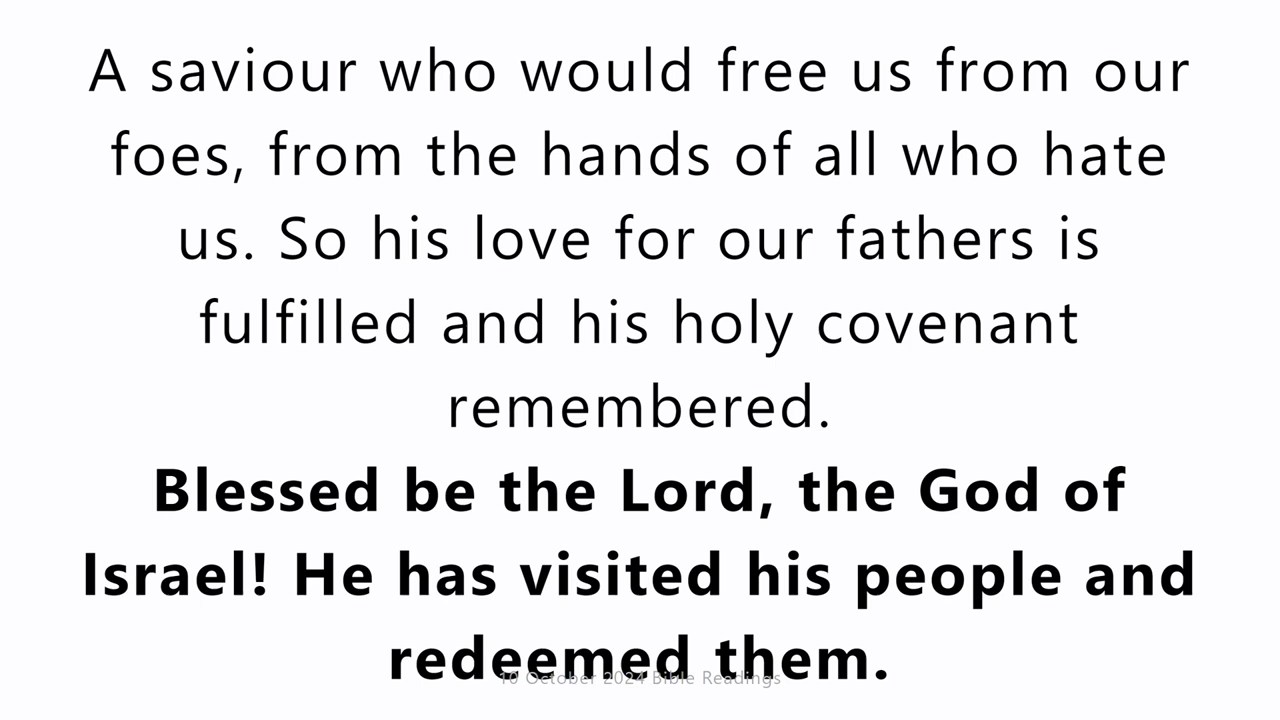 A saviour who would free us from our
foes, from the hands of all who hate
us. So his love for our fathers is
fulfilled and his holy covenant
remembered.
Blessed be the Lord, the God of
Israel! He has visited his people and
redeemed them.
10 October 2024 Bible Readings